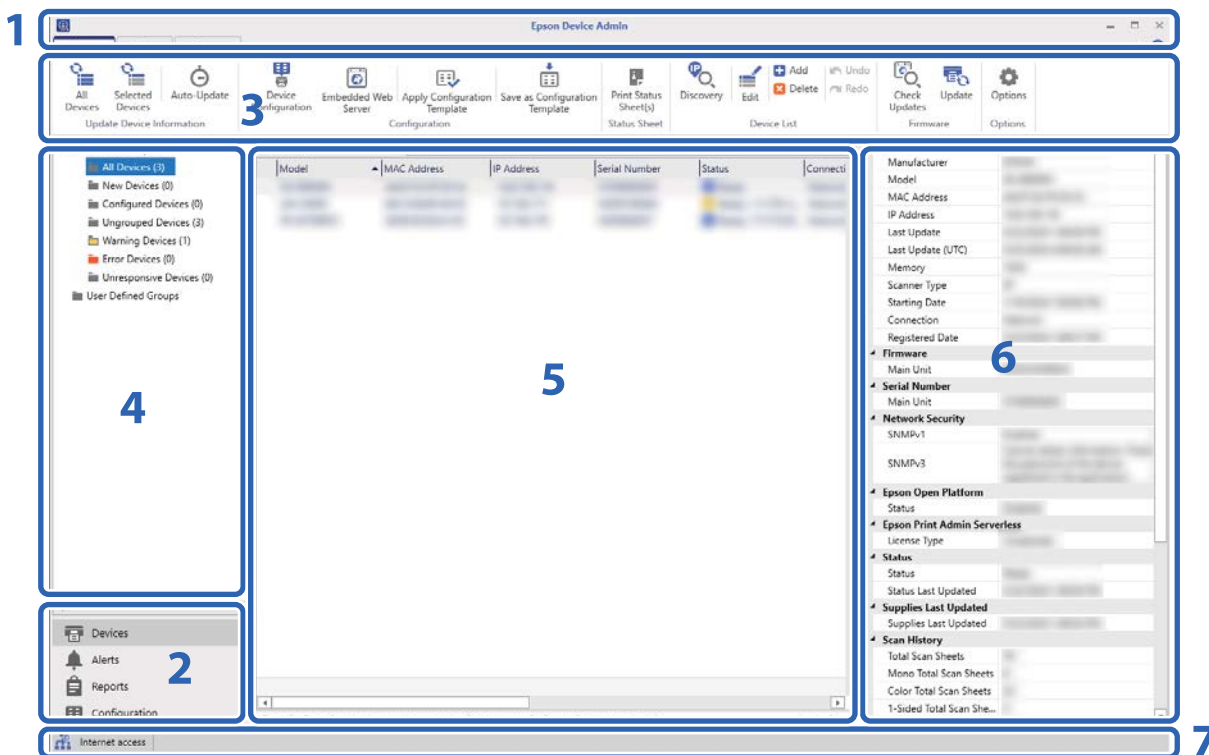 1
Epson Device Admin
All Devices
Selected Devices
Auto-Update
Update Device Information
3
Device Configuration
Embedded Web Server
Apply Configuration Template
Save as Configuration Template
Configuration
Print Status Sheet(s)
Status Sheet
Discovery
Edit
Add
Delete
Undo
Redo
Device List
Check Updates
Update
Firmware
Options
Options
All Devices (3)
New Devices (0)
Configured Devices (0)
Ungrouped Devices (3)
Warning Devices (1)
Error Devices (0)
Unresponsive Devices (0)
User Defined Groups
4
Devices
Alerts
Reports
Configuration
2
Model
MAC Address
IP Address
Serial Number
Status
Connecti
5
Manufacturer
Model
MAC Address
IP Address
Last Update
Last Update (UTC)
Memory
Scanner Type
Starting Date
Connection
Registered Date
6
Firmware
Main Unit
Serial Number
Main Unit
Network Security
SNMPv1
SNMPv3
Epson Open Platform
Status
Epson Print Admin Serverless
License Type
Status
Status
Status Last Updated
Supplies Last Updated
Supplies Last Updated
Scan History
Total Scan Sheets
Mono Total Scan Sheets
Color Total Scan Sheets
1-Sided Total Scan She...
Internet access
7